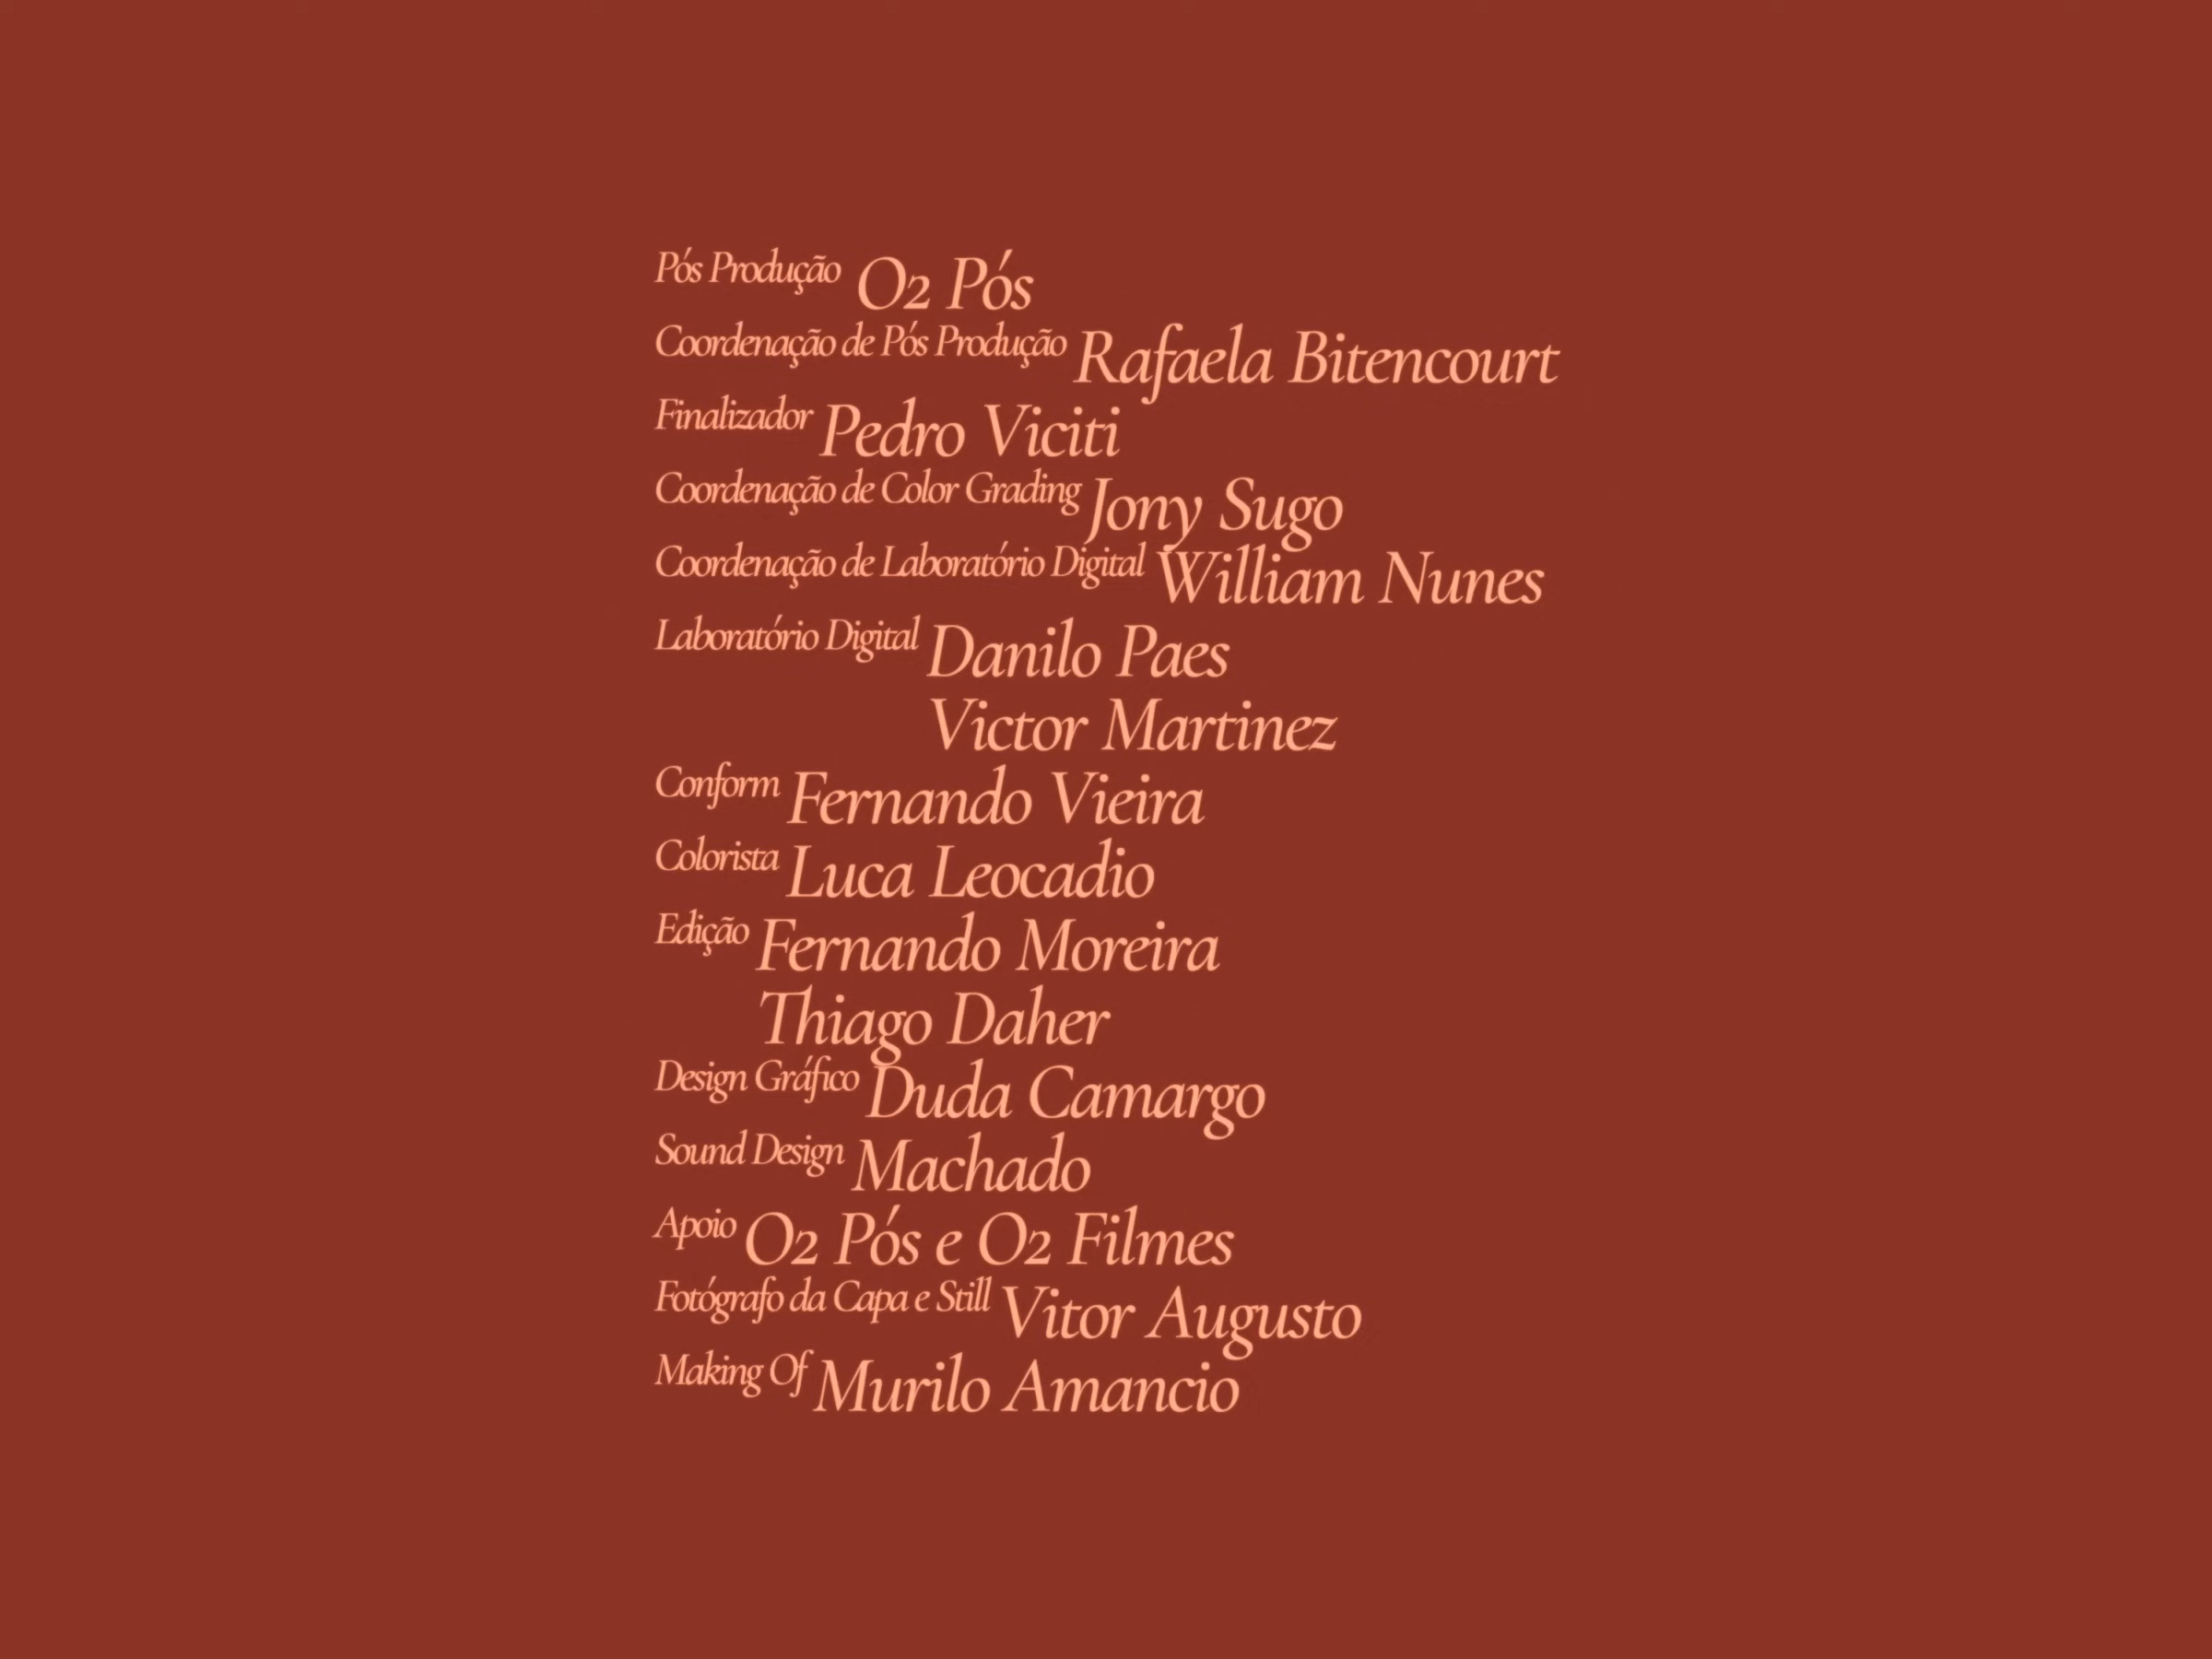 Pós Produção O2 Pós
Coordenação de Pós Produção Rafaela Bitencourt
Finalizador Pedro Viciti
Coordenação de Color Grading Jony Sugo
Coordenação de Laboratório Digital William Nunes
Laboratório Digital Danilo Paes
Victor Martinez
Conform Fernando Vieira
Colorista Luca Leocadio
Edição Fernando Moreira
Thiago Daher
Design Gráfico Duda Camargo
Sound Design Machado
Apoio O2 Pós e O2 Filmes
Fotógrafo da Capa e Still Vitor Augusto
Making Of Murilo Amancio